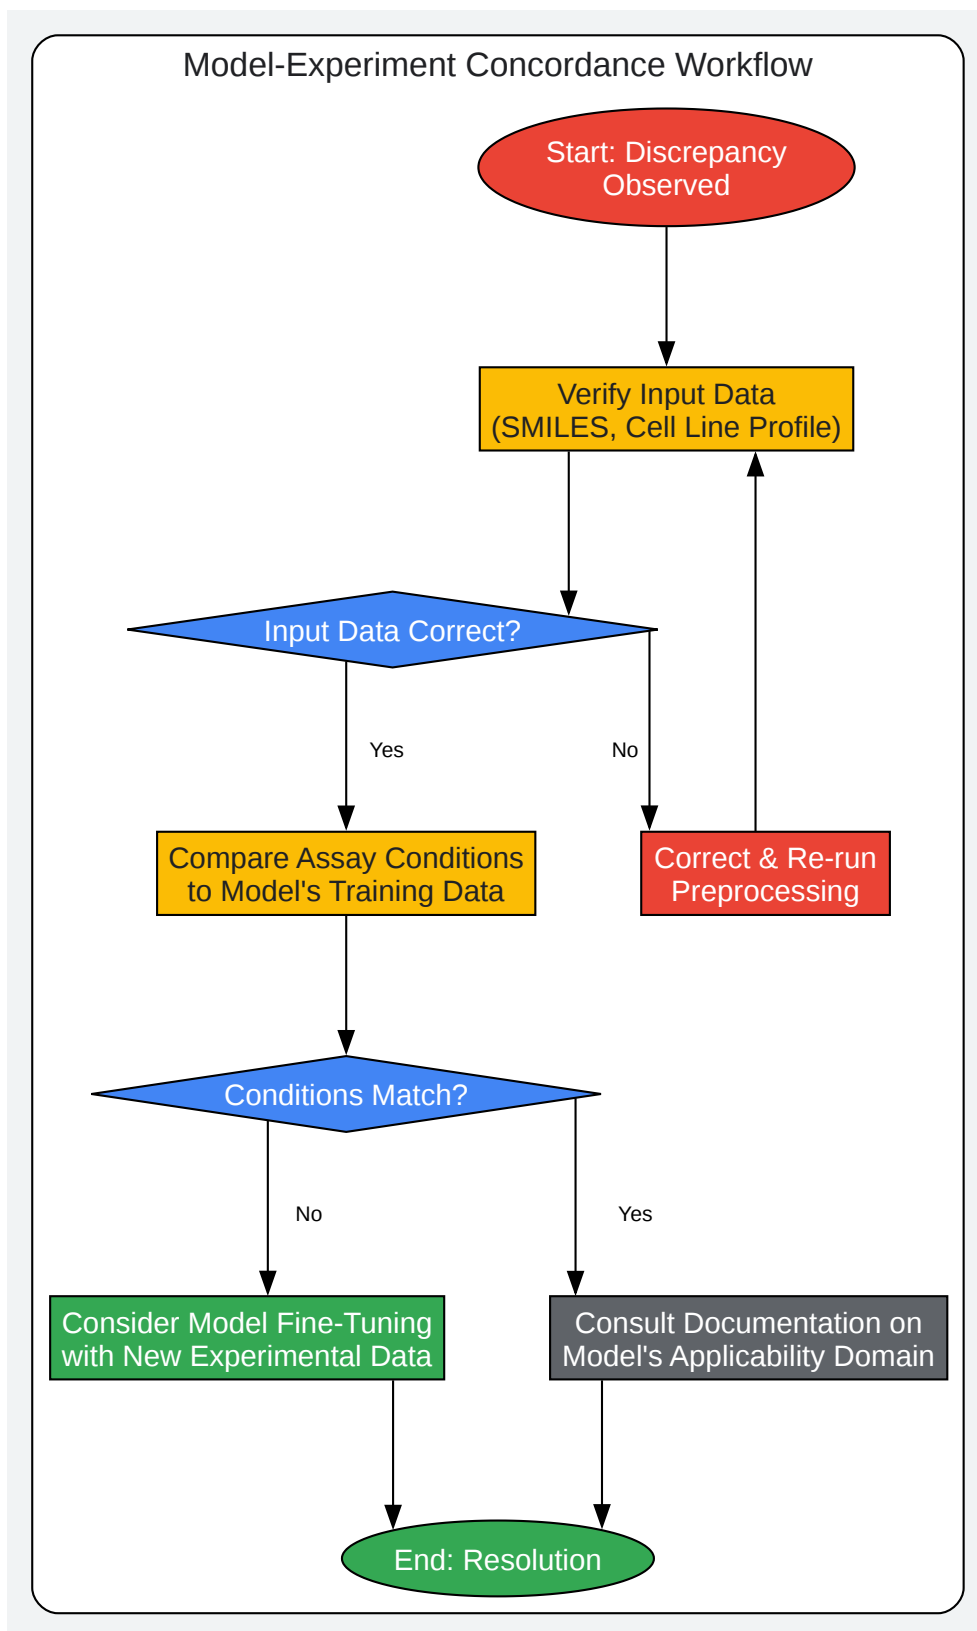 Model-Experiment Concordance Workflow
Start: Discrepancy
Observed
Verify Input Data
(SMILES, Cell Line Profile)
Input Data Correct?
Yes
No
Compare Assay Conditions
to Model's Training Data
Correct & Re-run
Preprocessing
Conditions Match?
No
Yes
Consider Model Fine-Tuning
with New Experimental Data
Consult Documentation on
Model's Applicability Domain
End: Resolution